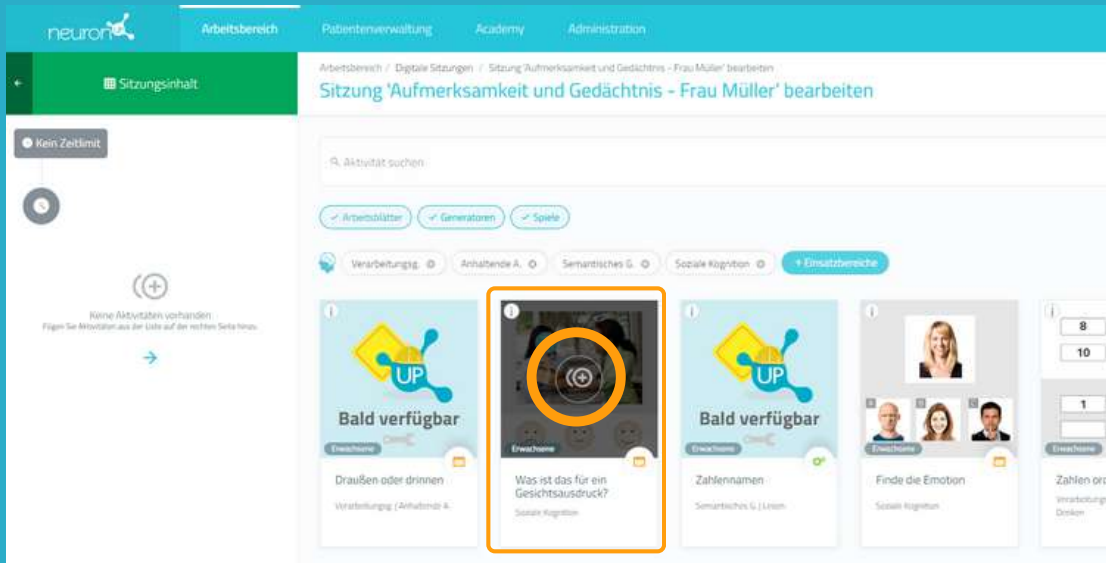 neuronUP
Arbeitsbereich
Patientenverwaltung
Academy
Administration
Sitzungsinhalt
Arbeitsbereich / Digitale Sitzungen / Sitzung 'Aufmerksamkeit und Gedächtnis - Frau Müller' bearbeiten
Sitzung 'Aufmerksamkeit und Gedächtnis - Frau Müller' bearbeiten
Kein Zeitlimit
Aktivität suchen
Arbeitsblätter
Generatoren
Spiele
Verarbeitungsg.
Anhaltende A.
Semantisches G.
Soziale Kognition
+ Einsatzbereiche
Keine Aktivitäten vorhanden
Fügen Sie Aktivitäten aus der Liste auf der rechten Seite hinzu.
UP
Bald verfügbar
Erwachsene
Draußen oder drinnen
Verarbeitungsg. | Anhaltende A.
Erwachsene
Was ist das für ein
Gesichtsausdruck?
Soziale Kognition
UP
Bald verfügbar
Erwachsene
Zahlennamen
Semantisches G. | Lesen
A B C
Erwachsene
Finde die Emotion
Soziale Kognition
8
10
1
Erwachsene
Zahlen
Denken